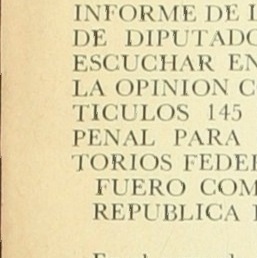 INFORME DE L
DE DIPUTADO
ESCUCHAR EN
LA OPINION C
TICULOS 145
PENAL PARA
TORIOS FEDE
FUERO COM
REPUBLICA